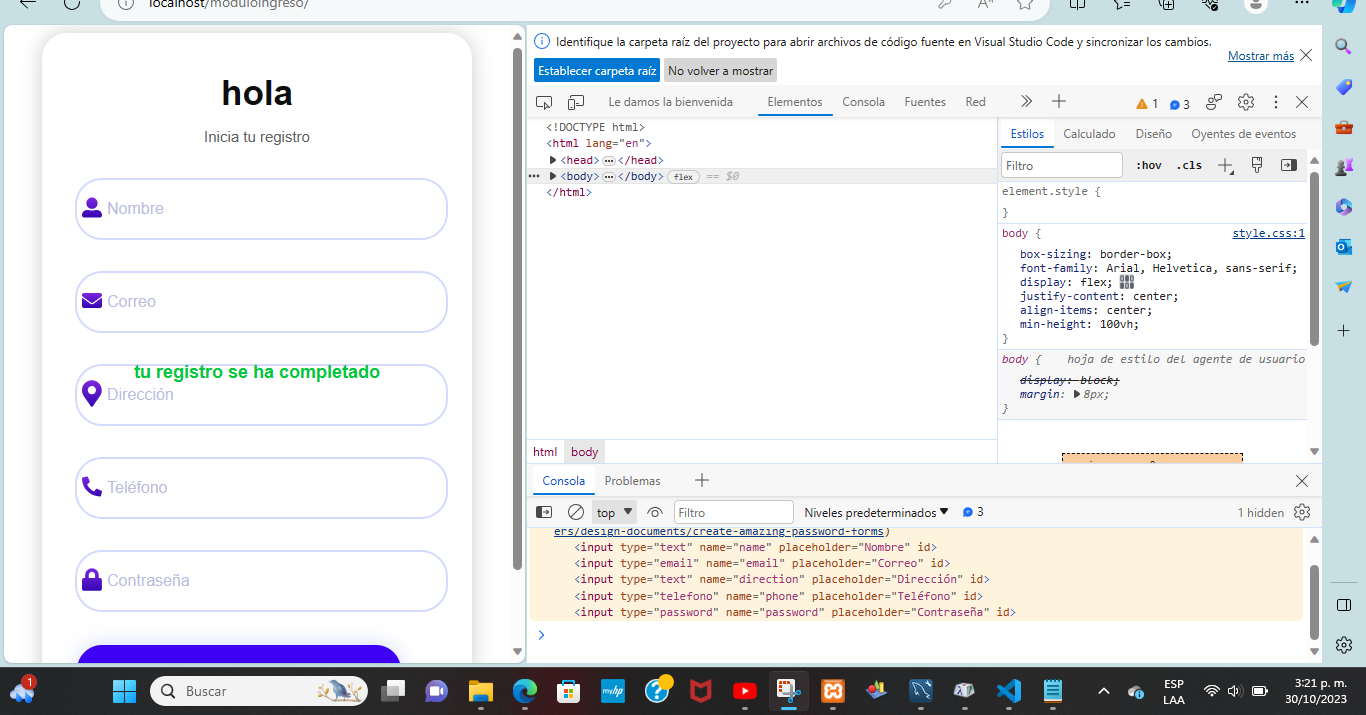 localhost/moduloingreso/
hola
Inicia tu registro
Nombre
Correo
tu registro se ha completado
Dirección
Teléfono
Contraseña
Identifique la carpeta raíz del proyecto para abrir archivos de código fuente en Visual Studio Code y sincronizar los cambios.
Mostrar más
Establecer carpeta raíz
No volver a mostrar
Le damos la bienvenida
Elementos
Consola
Fuentes
Red
1
3
<!DOCTYPE html>
<html lang="en">
<head> ••• </head>
••• <body> ••• </body> flex == $0
</html>
html
body
Estilos
Calculado
Diseño
Oyentes de eventos
Filtro
:hov
.cls
element.style {
}
body {
style.css:1
box-sizing: border-box;
font-family: Arial, Helvetica, sans-serif;
display: flex;
justify-content: center;
align-items: center;
min-height: 100vh;
}
body {
hoja de estilo del agente de usuario
display: block;
margin: 8px;
}
Consola
Problemas
top
Filtro
Niveles predeterminados
3
1 hidden
ers/design-documents/create-amazing-password-forms)
<input type="text" name="name" placeholder="Nombre" id>
<input type="email" name="email" placeholder="Correo" id>
<input type="text" name="direction" placeholder="Dirección" id>
<input type="telefono" name="phone" placeholder="Teléfono" id>
<input type="password" name="password" placeholder="Contraseña" id>
1
Buscar
myhp
ESP
LAA
3:21 p. m.
30/10/2023